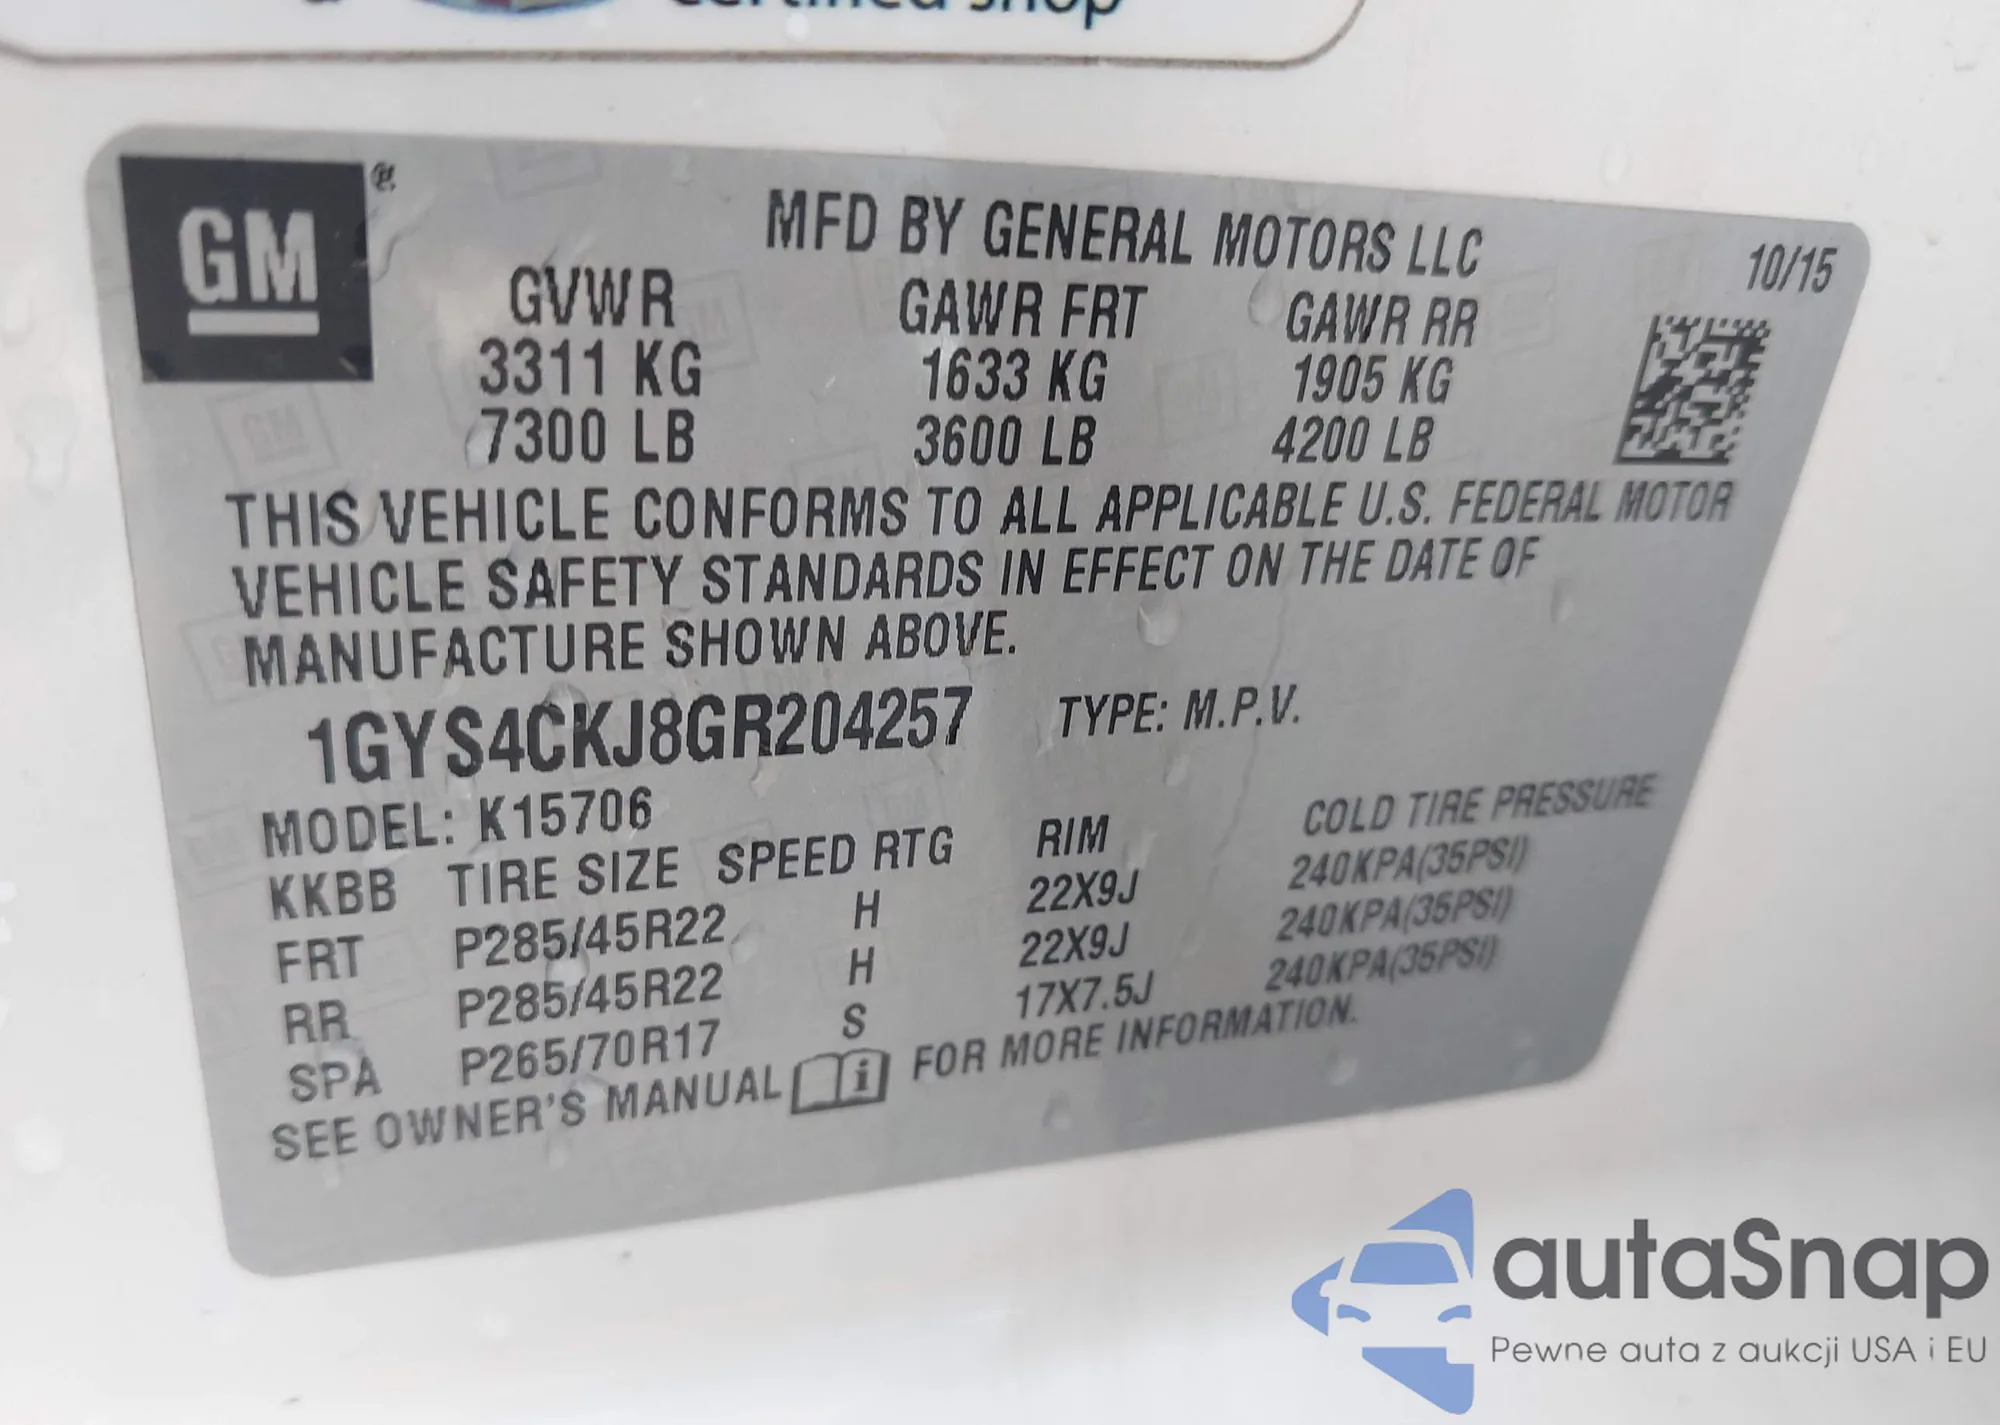 certified shop
GM ®
MFD BY GENERAL MOTORS LLC 10/15
GVWR GAWR FRT GAWR RR
3311 KG 1633 KG 1905 KG
7300 LB 3600 LB 4200 LB
THIS VEHICLE CONFORMS TO ALL APPLICABLE U.S. FEDERAL MOTOR
VEHICLE SAFETY STANDARDS IN EFFECT ON THE DATE OF
MANUFACTURE SHOWN ABOVE.
1GYS4CKJ8GR204257 TYPE: M.P.V.
MODEL: K15706
KKBB TIRE SIZE SPEED RTG RIM COLD TIRE PRESSURE
FRT P285/45R22 H 22X9J 240KPA(35PSI)
RR P285/45R22 H 22X9J 240KPA(35PSI)
SPA P265/70R17 S 17X7.5J 240KPA(35PSI)
SEE OWNER'S MANUAL i FOR MORE INFORMATION.
autaSnap
Pewne auta z aukcji USA i EU